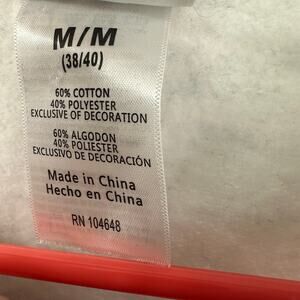 M/M
(38/40)
60% COTTON
40% POLYESTER
EXCLUSIVE OF DECORATION
60% ALGODON
40% POLIESTER
EXCLUSIVO DE DECORACIÓN
Made in China
Hecho en China
RN 104648